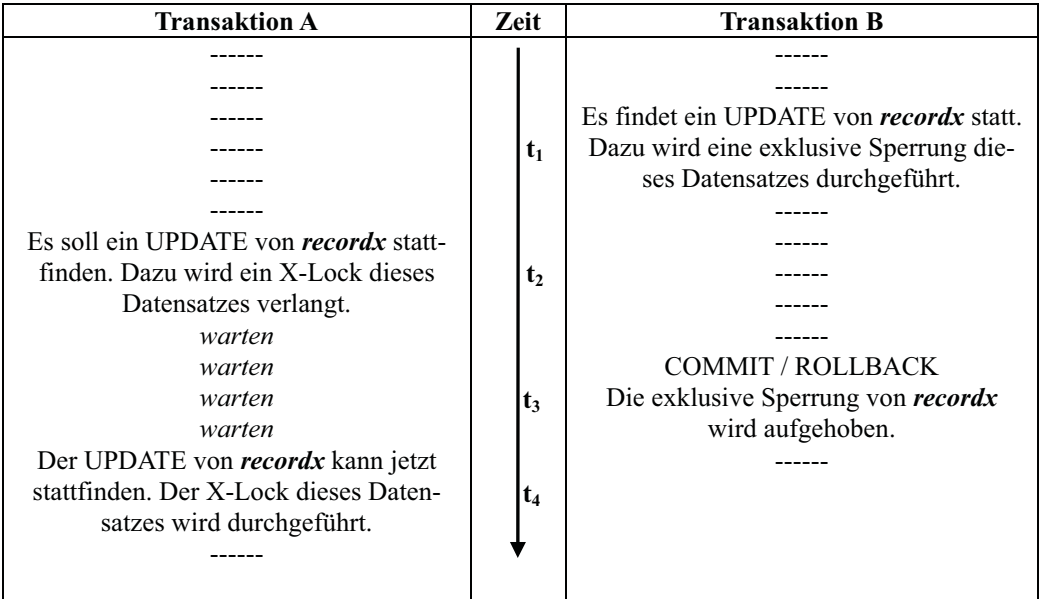 Transaktion A
Zeit
Transaktion B
------
------
------
------
------
------
Es soll ein UPDATE von recordx statt-
finden. Dazu wird ein X-Lock dieses
Datensatzes verlangt.
warten
warten
warten
warten
Der UPDATE von recordx kann jetzt
stattfinden. Der X-Lock dieses Daten-
satzes wird durchgeführt.
------
t1
t2
t3
t4
------
------
Es findet ein UPDATE von recordx statt.
Dazu wird eine exklusive Sperrung die-
ses Datensatzes durchgeführt.
------
------
------
------
------
COMMIT / ROLLBACK
Die exklusive Sperrung von recordx
wird aufgehoben.
------